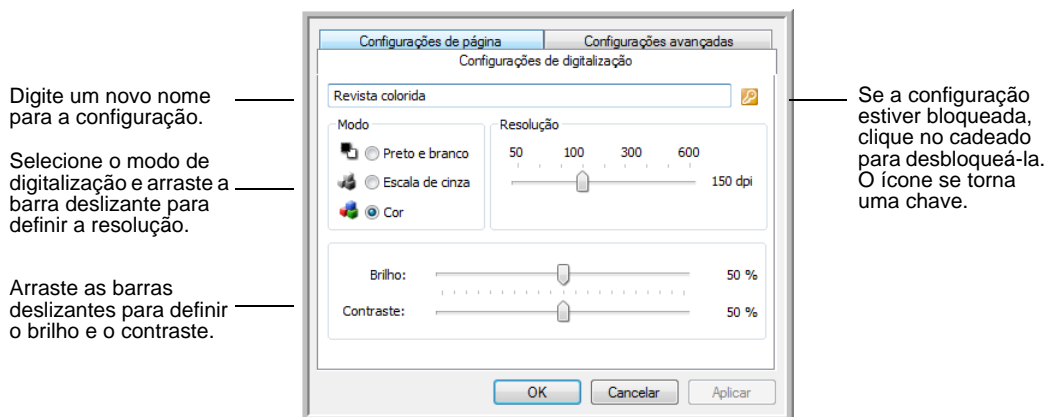 Configurações de página
Configurações avançadas
Configurações de digitalização
Digite um novo nome
para a configuração.
Revista colorida
Se a configuração
estiver bloqueada,
clique no cadeado
para desbloqueá-la.
O ícone se torna
uma chave.
Selecione o modo de
digitalização e arraste a
barra deslizante para
definir a resolução.
Modo
Preto e branco
Escala de cinza
Cor
Resolução
50 100 300 600
150 dpi
Arraste as barras
deslizantes para definir
o brilho e o contraste.
Brilho: 50 %
Contraste: 50 %
OK Cancelar Aplicar